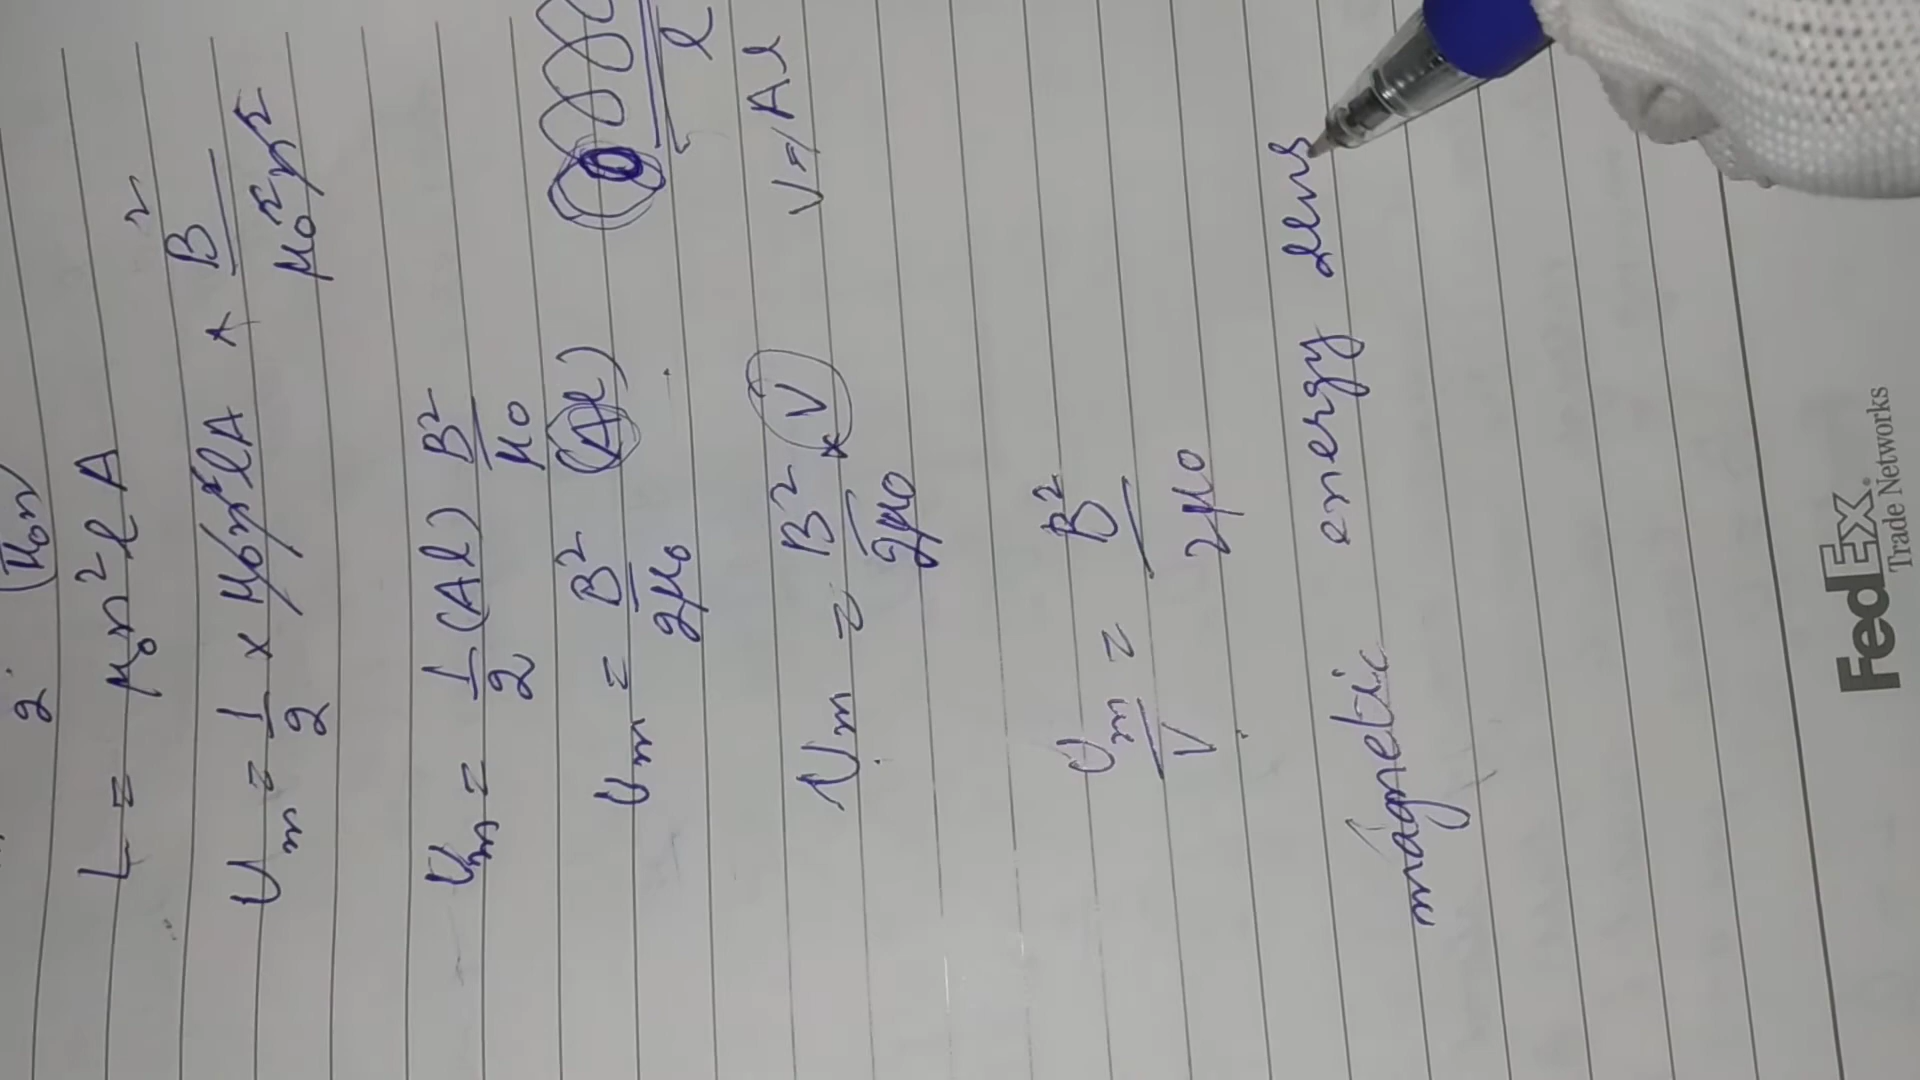 2 (μ₀n
L = μ₀n²lA
Uₘ = 1/2 × μ₀n²lA × B²/μ₀²n²
Uₘ = 1/2 (Al) B²/μ₀
Uₘ = B²/2μ₀ (Al)
l
Uₘ = B²/2μ₀ × V
V = Al
Uₘ/V = B²/2μ₀
magnetic energy dens
FedEx.
Trade Networks